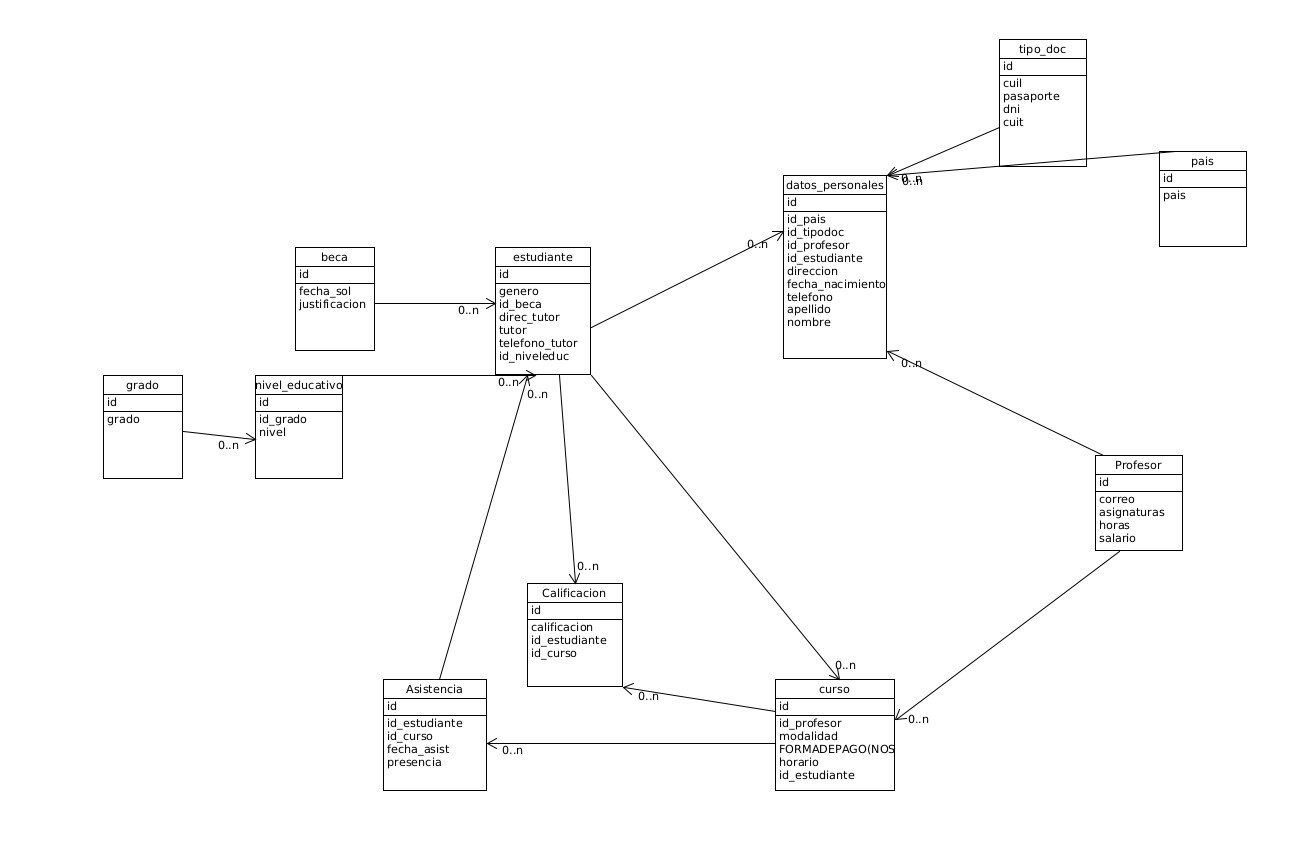 tipo_doc
id
cuil
pasaporte
dni
cuit
pais
id
pais
0..n
0..n
datos_personales
id
id_pais
id_tipodoc
id_profesor
id_estudiante
direccion
fecha_nacimiento
telefono
apellido
nombre
0..n
0..n
beca
id
fecha_sol
justificacion
0..n
estudiante
id
genero
id_beca
direc_tutor
tutor
telefono_tutor
id_niveleduc
0..n
0..n
grado
id
grado
0..n
nivel_educativo
id
id_grado
nivel
Profesor
id
correo
asignaturas
horas
salario
0..n
Calificacion
id
calificacion
id_estudiante
id_curso
0..n
Asistencia
id
id_estudiante
id_curso
fecha_asist
presencia
0..n
0..n
curso
id
id_profesor
modalidad
FORMADEPAGO(NOS
horario
id_estudiante
0..n